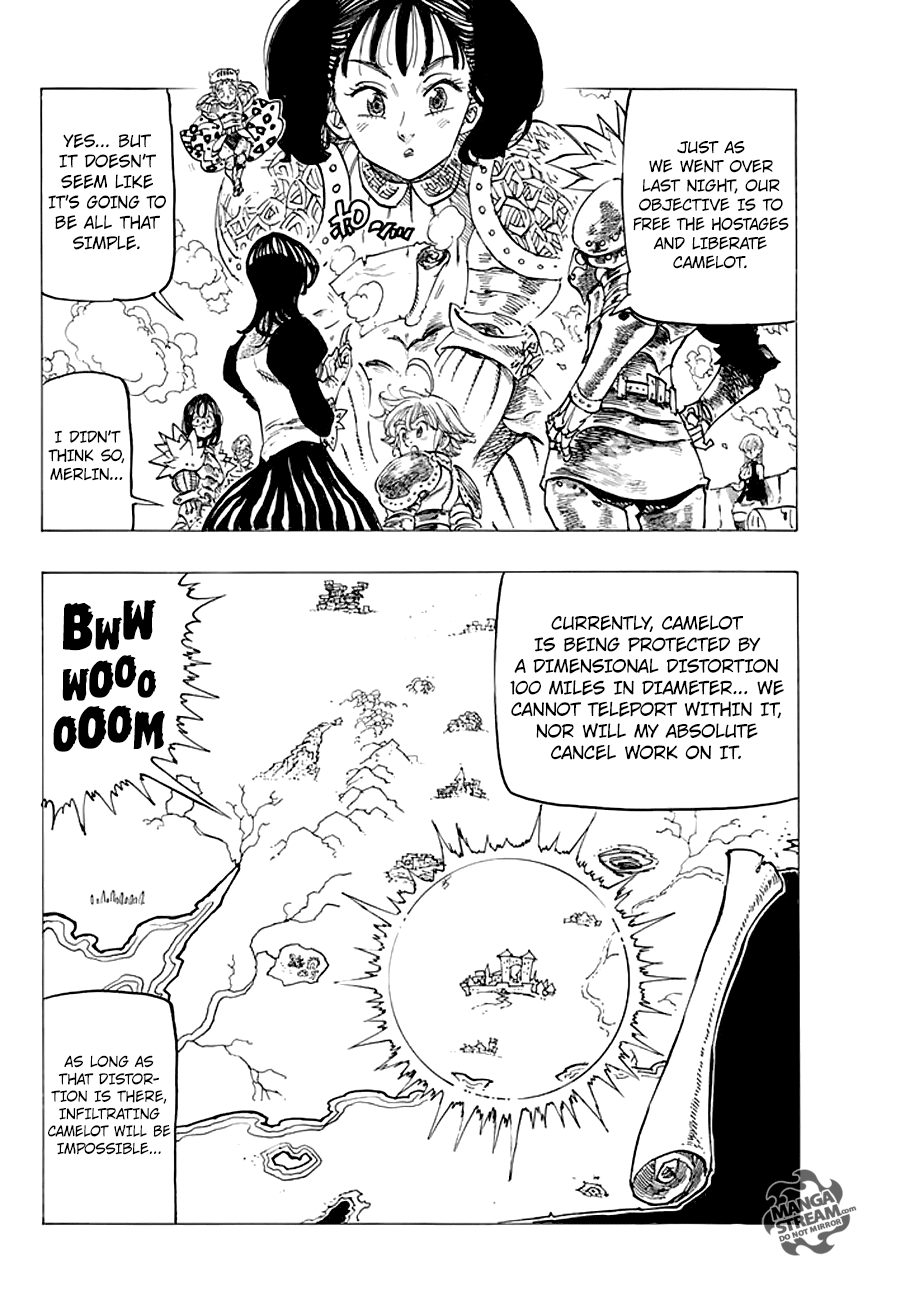 JUST AS
WE WENT OVER
LAST NIGHT, OUR
OBJECTIVE IS TO
FREE THE HOSTAGES
AND LIBERATE
CAMELOT.
YES... BUT
IT DOESN'T
SEEM LIKE
IT'S GOING TO
BE ALL THAT
SIMPLE.
I DIDN'T
THINK SO,
MERLIN...
CURRENTLY, CAMELOT
IS BEING PROTECTED BY
A DIMENSIONAL DISTORTION
100 MILES IN DIAMETER... WE
CANNOT TELEPORT WITHIN IT,
NOR WILL MY ABSOLUTE
CANCEL WORK ON IT.
BWW
WOOO
OOOM
AS LONG AS
THAT DISTOR-
TION IS THERE,
INFILTRATING
CAMELOT WILL BE
IMPOSSIBLE...
MANGA
STREAM.com
DO NOT MIRROR